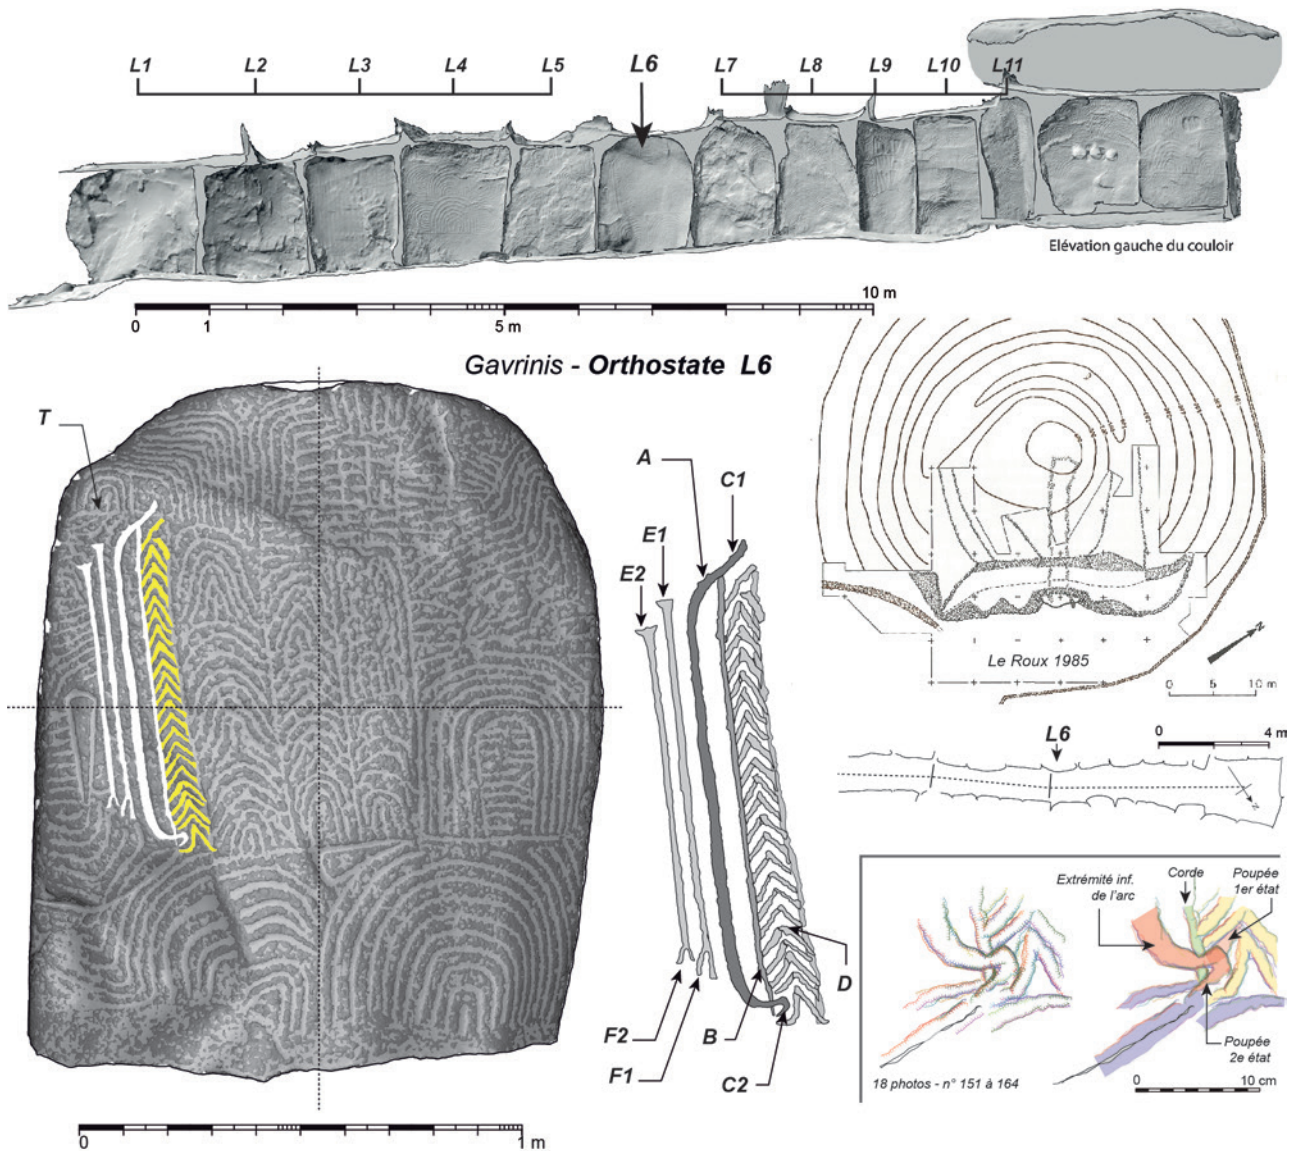 L1 L2 L3 L4 L5 L6 L7 L8 L9 L10 L11
Elévation gauche du couloir
10 m
0 1 5 m
Gavrinis - Orthostate L6
T
A
C1
E1
E2
D
F2
B
F1
C2
0 1 m
Le Roux 1985
N
0 5 10 m
L6
0 4 m
N
Extrémité inf.
de l'arc
Corde
Poupée
1er état
Poupée
2e état
18 photos - n° 151 à 164
0 10 cm